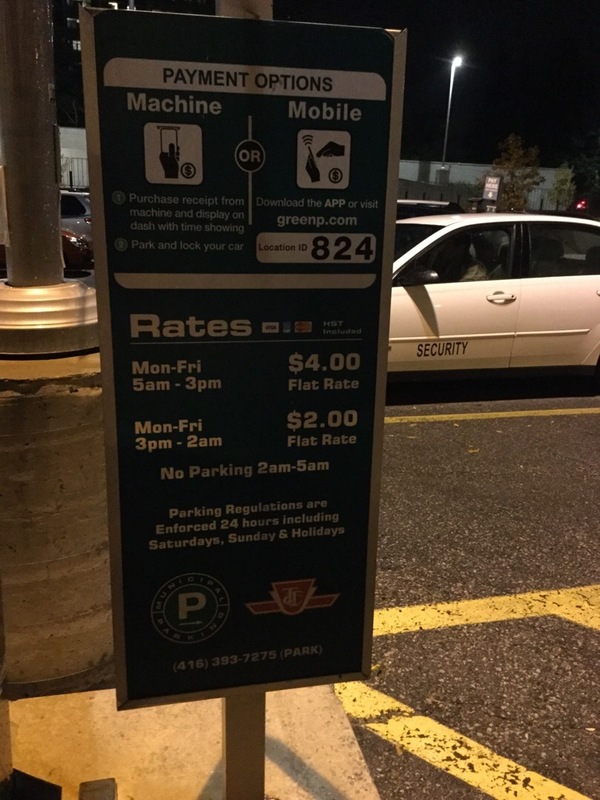 PAYMENT OPTIONS
Machine
OR
Mobile
1 Purchase receipt from
machine and display on
dash with time showing
2 Park and lock your car
Download the APP or visit
greenp.com
Location ID 824
Rates VISA HST
Included
Mon-Fri $4.00
5am - 3pm Flat Rate
Mon-Fri $2.00
3pm - 2am Flat Rate
No Parking 2am-5am
Parking Regulations are
Enforced 24 hours including
Saturdays, Sunday & Holidays
MUNICIPAL
P
PARKING
TTC
(416) 393-7275 (PARK)
SECURITY